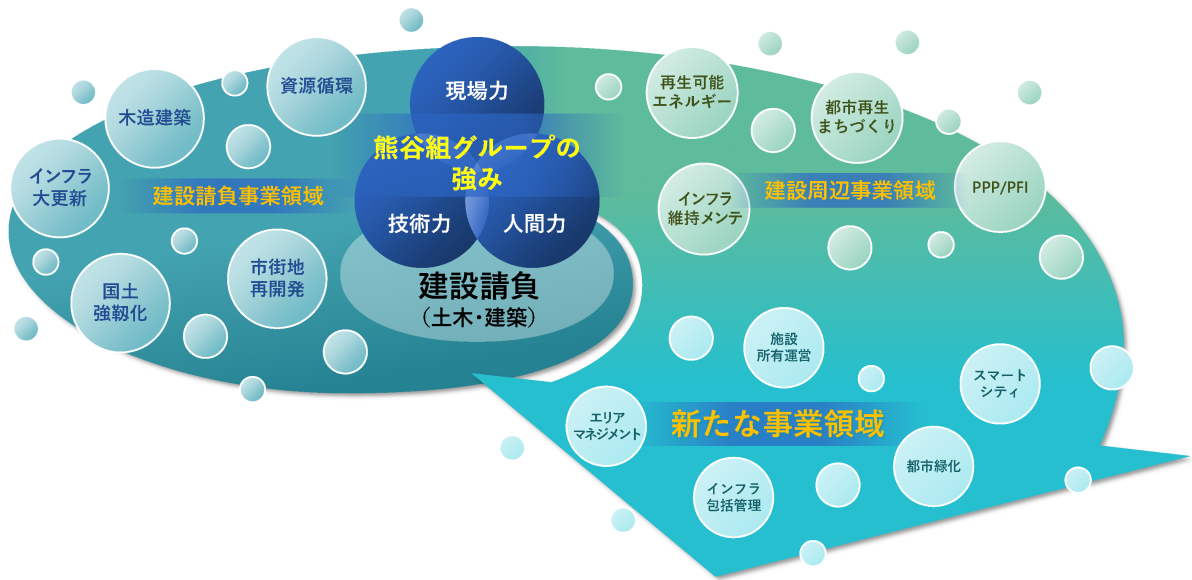 現場力
熊谷組グループの
強み
技術力
人間力
建設請負
（土木・建築）
建設請負事業領域
資源循環
木造建築
インフラ
大更新
国土
強靱化
市街地
再開発
建設周辺事業領域
再生可能
エネルギー
都市再生
まちづくり
インフラ
維持メンテ
PPP/PFI
新たな事業領域
施設
所有運営
スマート
シティ
エリア
マネジメント
都市緑化
インフラ
包括管理